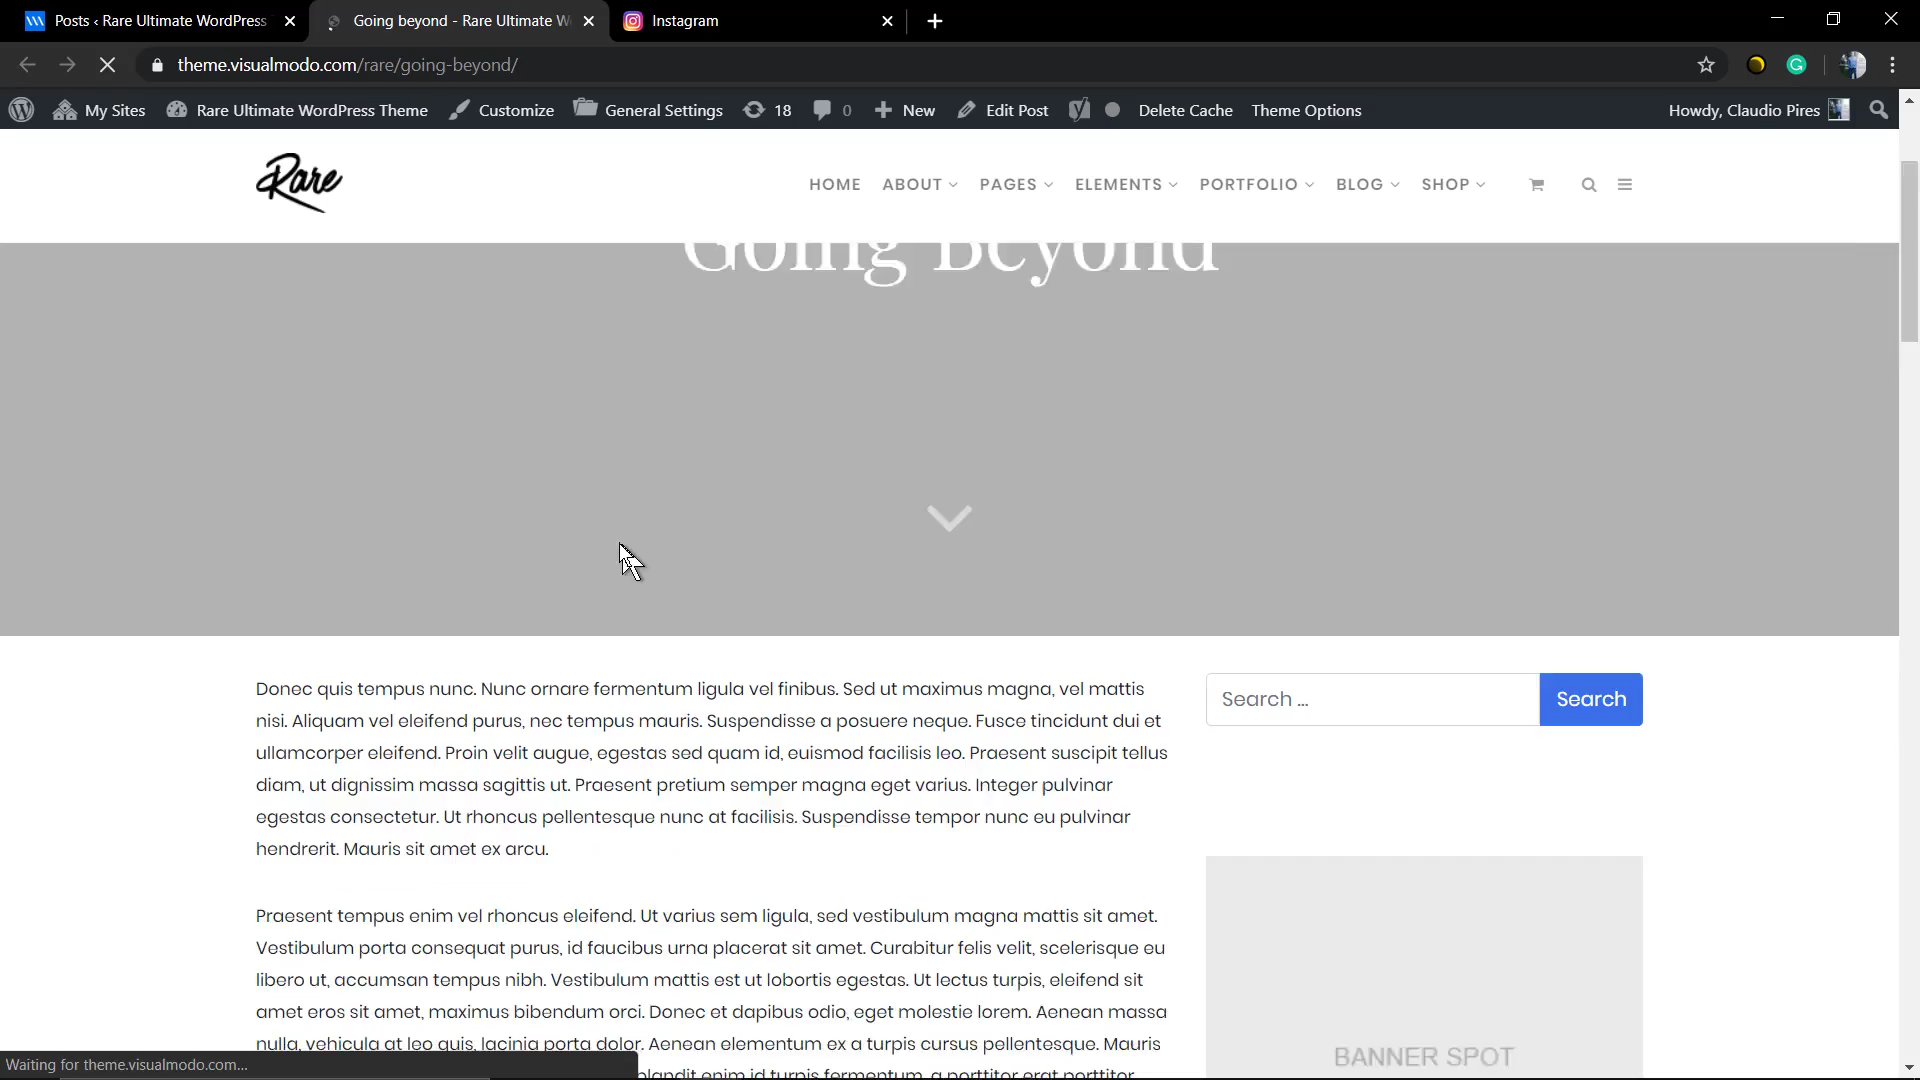 Posts ‹ Rare Ultimate WordPress
Going beyond - Rare Ultimate W
Instagram
theme.visualmodo.com/rare/going-beyond/
My Sites Rare Ultimate WordPress Theme Customize General Settings 18 0 New Edit Post Delete Cache Theme Options Howdy, Claudio Pires
Rare
HOME ABOUT PAGES ELEMENTS PORTFOLIO BLOG SHOP
Going Beyond
Donec quis tempus nunc. Nunc ornare fermentum ligula vel finibus. Sed ut maximus magna, vel mattis
nisi. Aliquam vel eleifend purus, nec tempus mauris. Suspendisse a posuere neque. Fusce tincidunt dui et
ullamcorper eleifend. Proin velit augue, egestas sed quam id, euismod facilisis leo. Praesent suscipit tellus
diam, ut dignissim massa sagittis ut. Praesent pretium semper magna eget varius. Integer pulvinar
egestas consectetur. Ut rhoncus pellentesque nunc at facilisis. Suspendisse tempor nunc eu pulvinar
hendrerit. Mauris sit amet ex arcu.
Search ...
Search
Praesent tempus enim vel rhoncus eleifend. Ut varius sem ligula, sed vestibulum magna mattis sit amet.
Vestibulum porta consequat purus, id faucibus urna placerat sit amet. Curabitur felis velit, scelerisque eu
libero ut, accumsan tempus nibh. Vestibulum mattis est ut lobortis egestas. Ut lectus turpis, eleifend sit
amet eros sit amet, maximus bibendum orci. Donec et dapibus odio, eget molestie lorem. Aenean massa
nulla, vehicula at leo quis, lacinia porta dolor. Aenean elementum ex a turpis cursus pellentesque. Mauris
blandit enim id turpis fermentum, a porttitor erat porttitor.
BANNER SPOT
Waiting for theme.visualmodo.com...